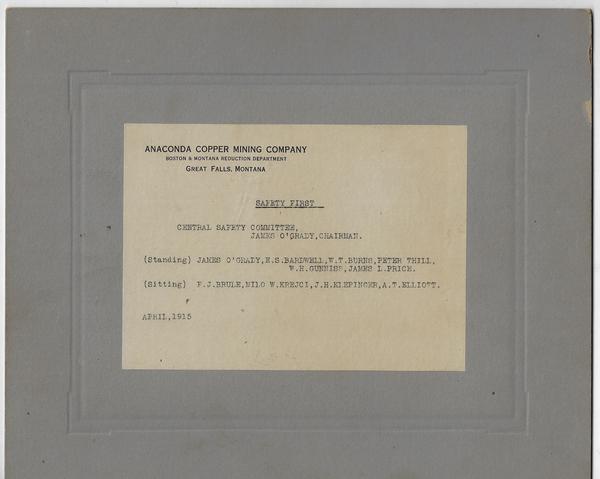 ANACONDA COPPER MINING COMPANY
BOSTON & MONTANA REDUCTION DEPARTMENT
GREAT FALLS, MONTANA
SAFETY FIRST
CENTRAL SAFETY COMMITTEE,
JAMES O'GRADY,CHAIRMAN.
(Standing) JAMES O'GRADY,E.S.BARDWELL,W.T.BURNS,PETER THILL,
W.H.GUNNISS,JAMES L.PRICE.
(Sitting) F.J.BRULE,MILO W.KREJCI,J.H.KLEPINGER,A.T.ELLIOTT.
APRIL,1915